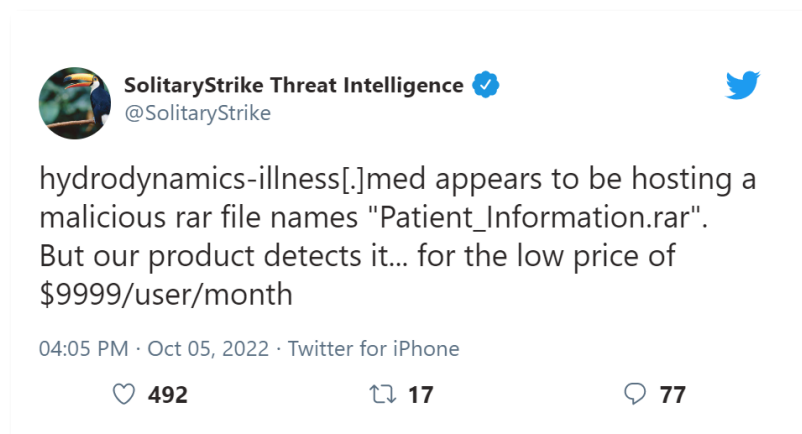 SolitaryStrike Threat Intelligence
@SolitaryStrike
hydrodynamics-illness[.]med appears to be hosting a
malicious rar file names "Patient_Information.rar".
But our product detects it... for the low price of
$9999/user/month
04:05 PM · Oct 05, 2022 · Twitter for iPhone
492 17 77